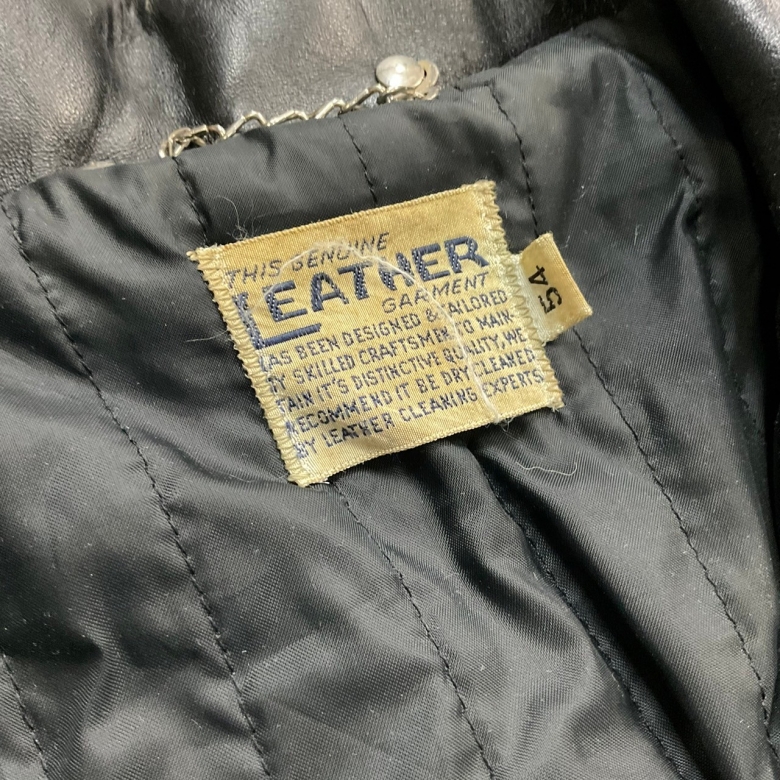 THIS GENUINE
LEATHER
GARMENT
HAS BEEN DESIGNED & TAILORED
BY SKILLED CRAFTSMEN TO MAIN-
TAIN IT'S DISTINCTIVE QUALITY, WE
RECOMMEND IT BE DRY CLEANED
BY LEATHER CLEANING EXPERTS
54